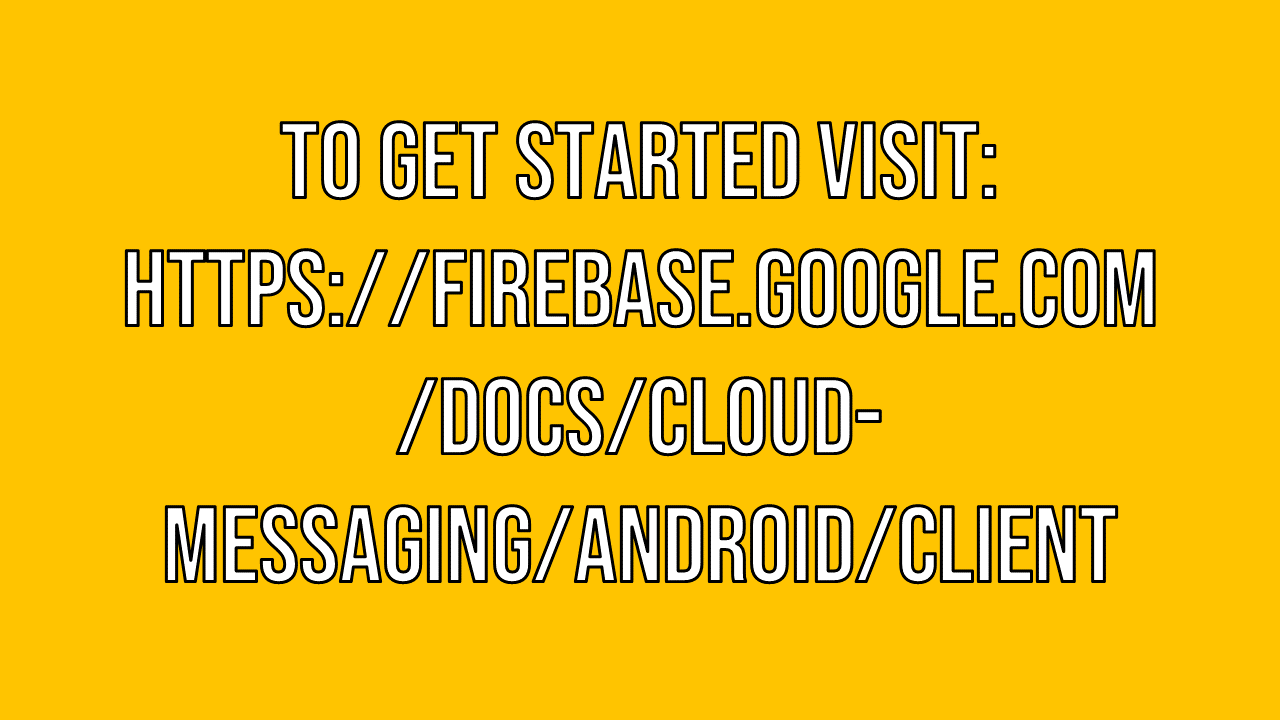 TO GET STARTED VISIT:
HTTPS://FIREBASE.GOOGLE.COM
/DOCS/CLOUD-
MESSAGING/ANDROID/CLIENT